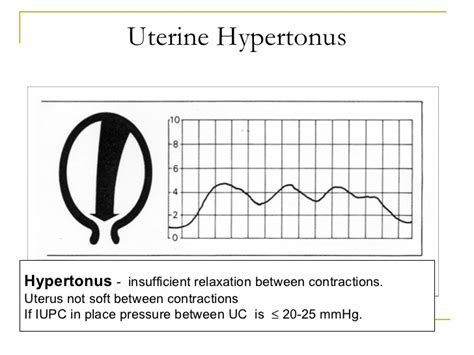 Uterine Hypertonus
10
8
6
4
2
0
Hypertonus - insufficient relaxation between contractions.
Uterus not soft between contractions
If IUPC in place pressure between UC is ≤ 20-25 mmHg.